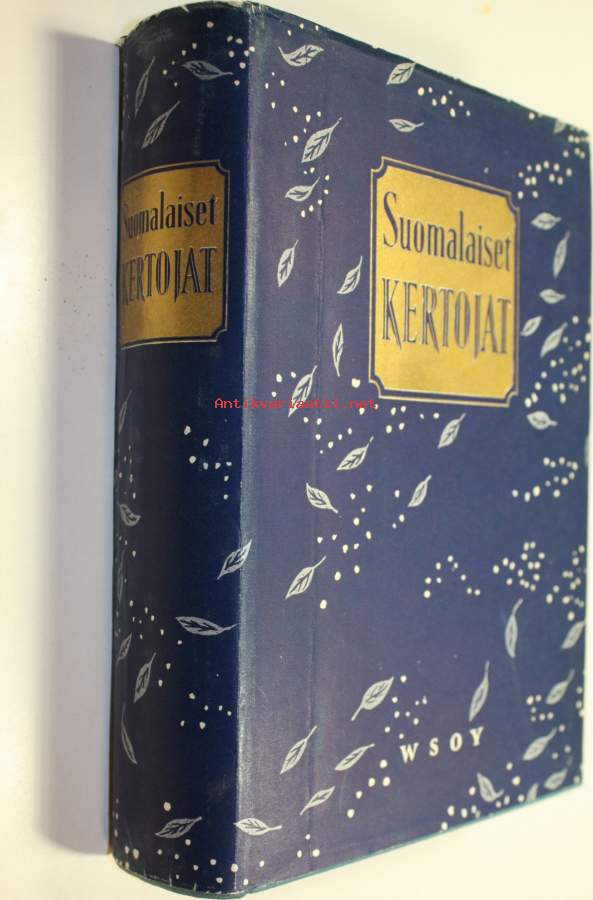 Suomalaiset
KERTOJAT
Suomalaiset
KERTOJAT
Antikvariaatti.net
WSOY